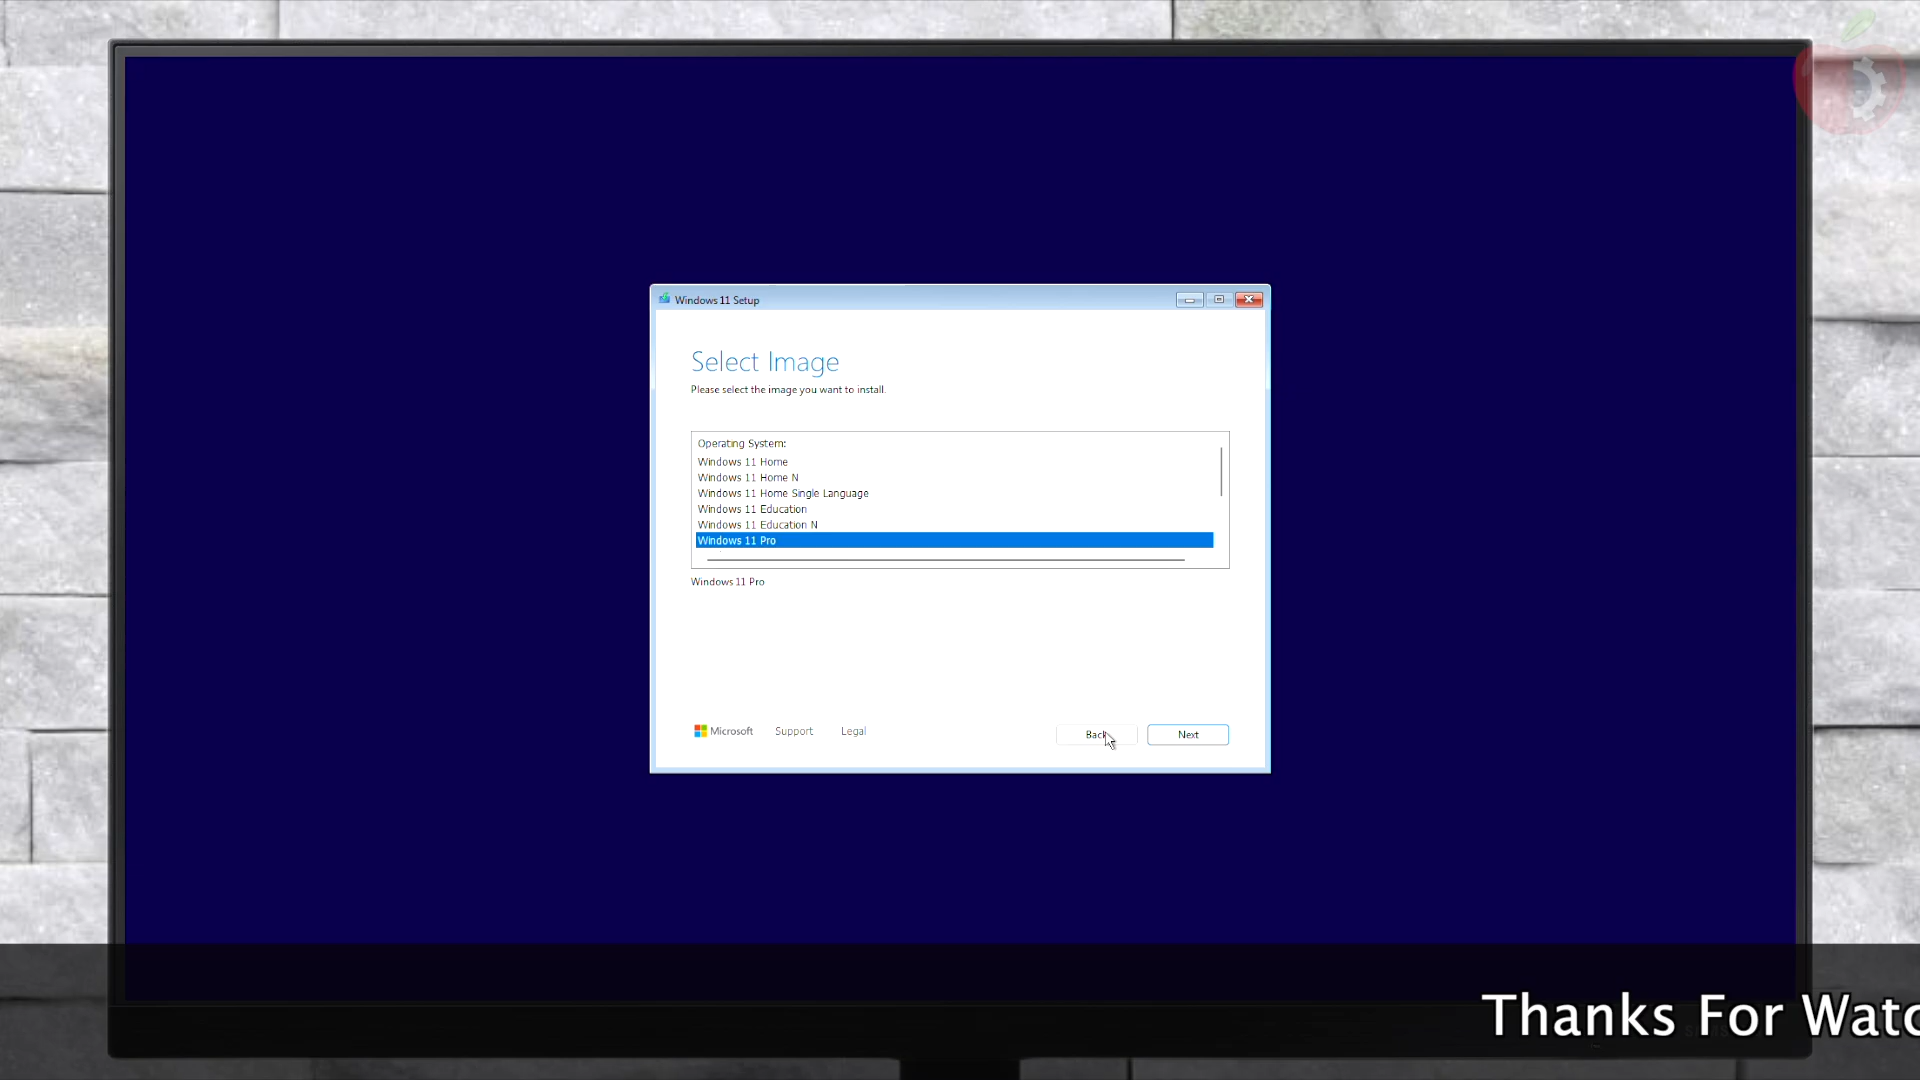 Windows 11 Setup
Select Image
Please select the image you want to install.
Operating System:
Windows 11 Home
Windows 11 Home N
Windows 11 Home Single Language
Windows 11 Education
Windows 11 Education N
Windows 11 Pro
Windows 11 Pro
Microsoft Support Legal
Back Next
Thanks For Watc